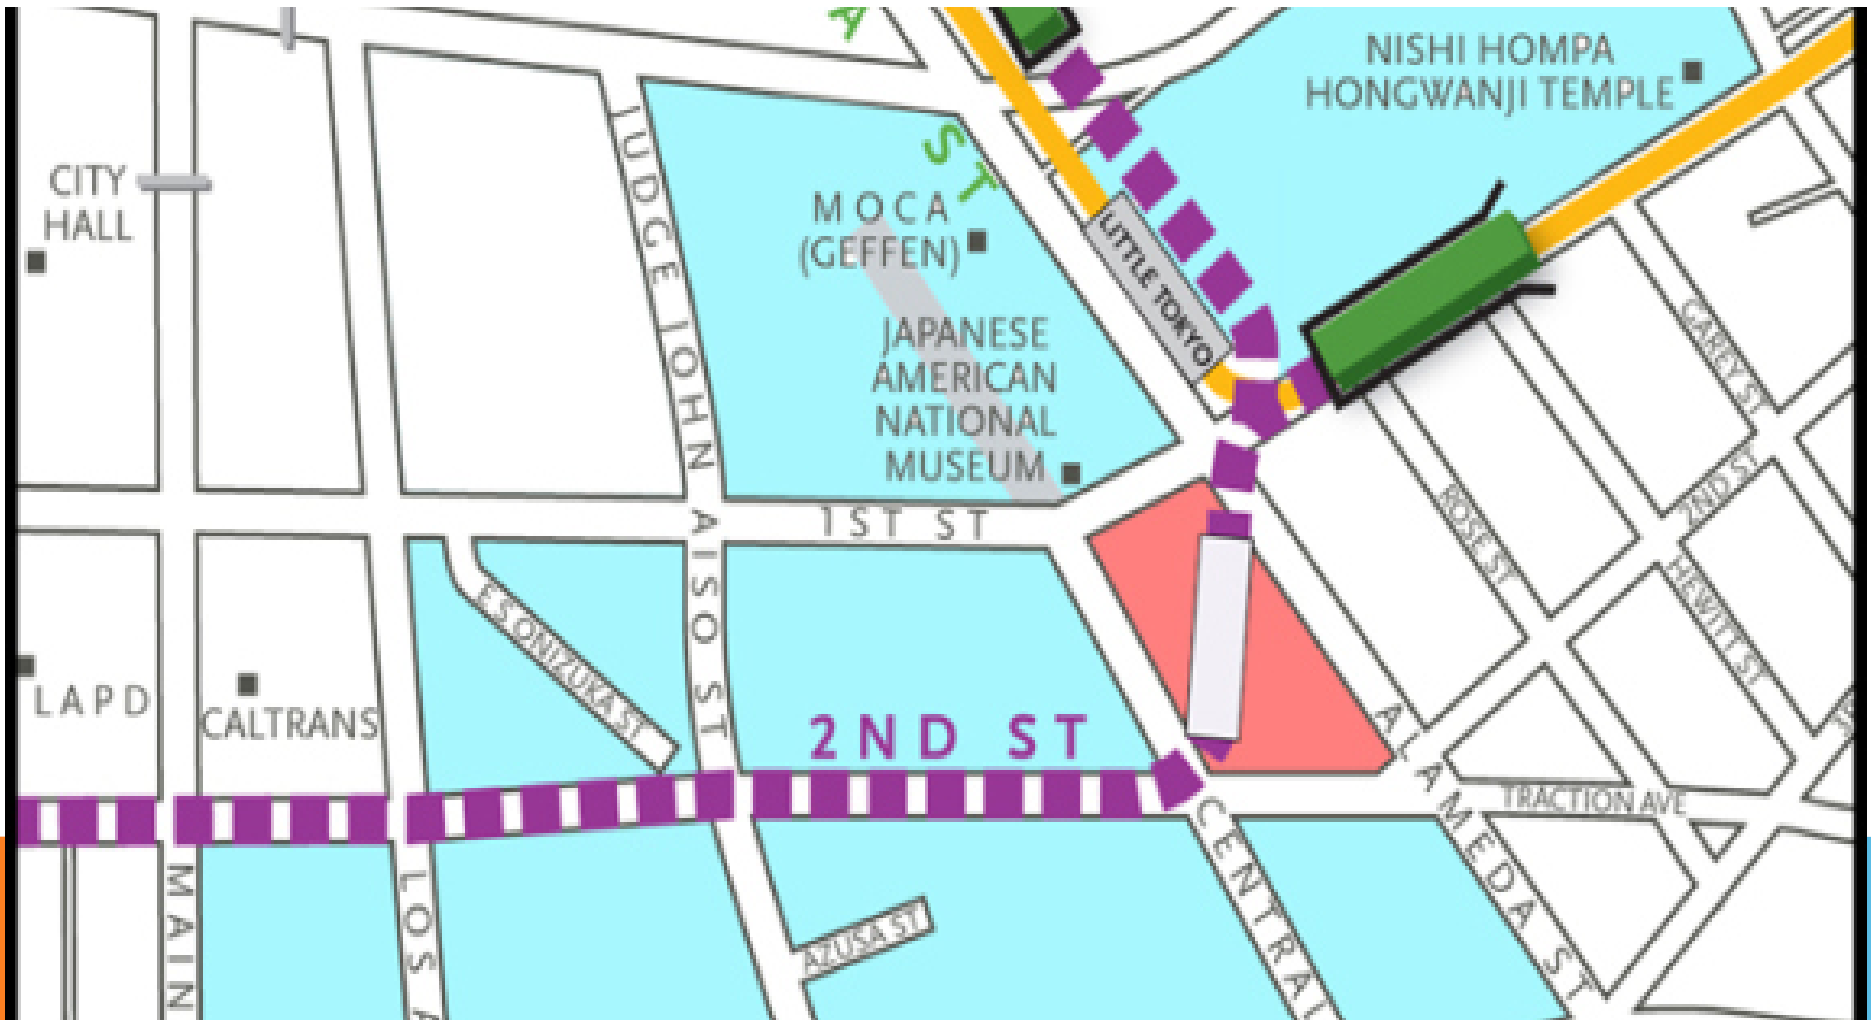 A
ST
NISHI HOMPA
HONGWANJI TEMPLE
CITY
HALL
JUDGE JOHN AISO ST
MOCA
(GEFFEN)
LITTLE TOKYO
JAPANESE
AMERICAN
NATIONAL
MUSEUM
GAREY ST
2ND ST
ROSE ST
HEWITT ST
1ST ST
E S ONIZUKA ST
LAPD
CALTRANS
2ND ST
ALAMEDA ST
TRACTION AVE
MAIN
LOS A
AZUSA ST
CENTRAL